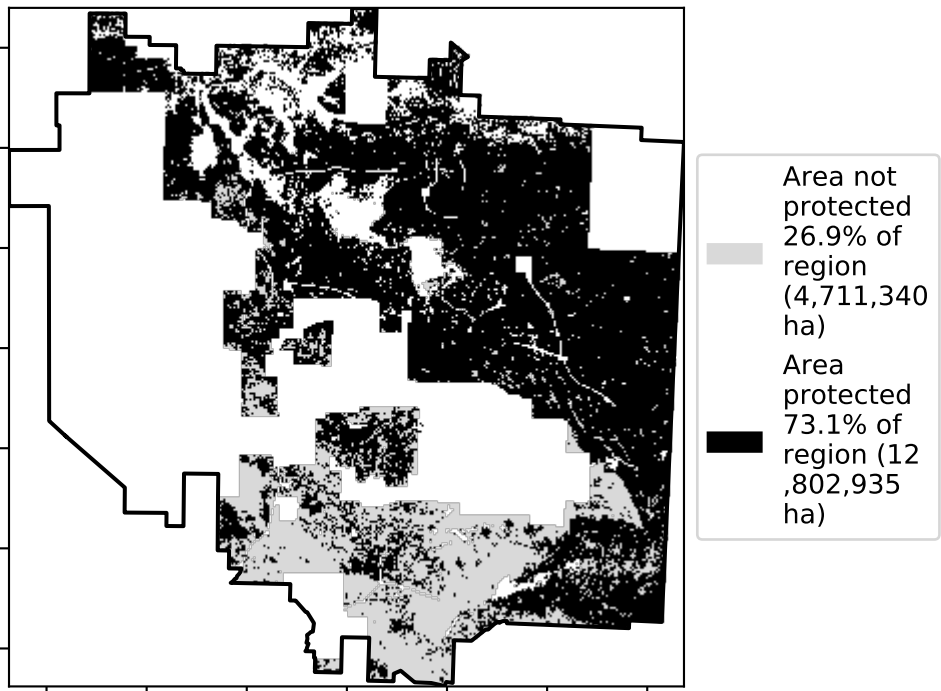 Area not
protected
26.9% of
region
(4,711,340
ha)
Area
protected
73.1% of
region (12
,802,935
ha)